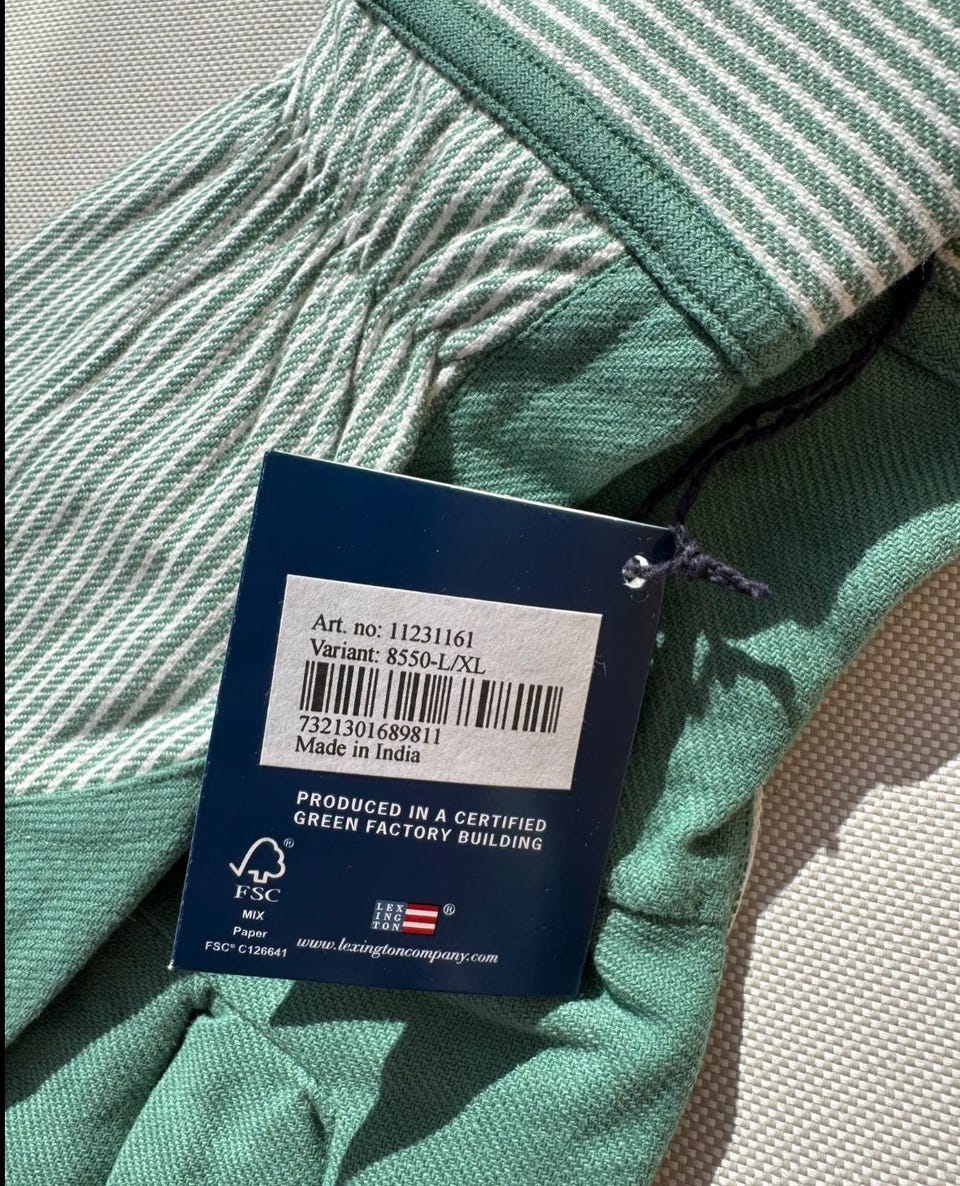 Art. no: 11231161
Variant: 8550-L/XL
7321301689811
Made in India
PRODUCED IN A CERTIFIED
GREEN FACTORY BUILDING
®
FSC
MIX
Paper
FSC® C126641
LEX
ING
TON
®
www.lexingtoncompany.com